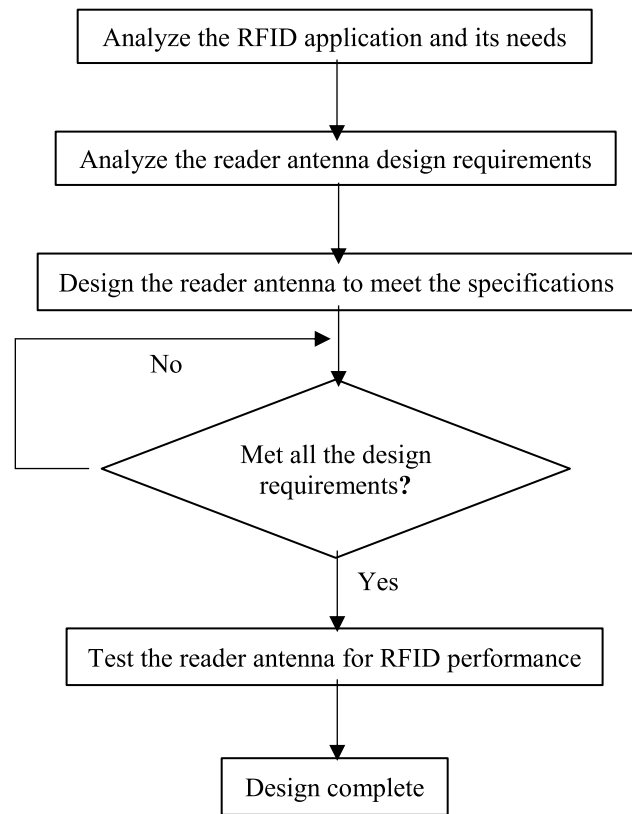 Analyze the RFID application and its needs
Analyze the reader antenna design requirements
Design the reader antenna to meet the specifications
No
Met all the design
requirements?
Yes
Test the reader antenna for RFID performance
Design complete